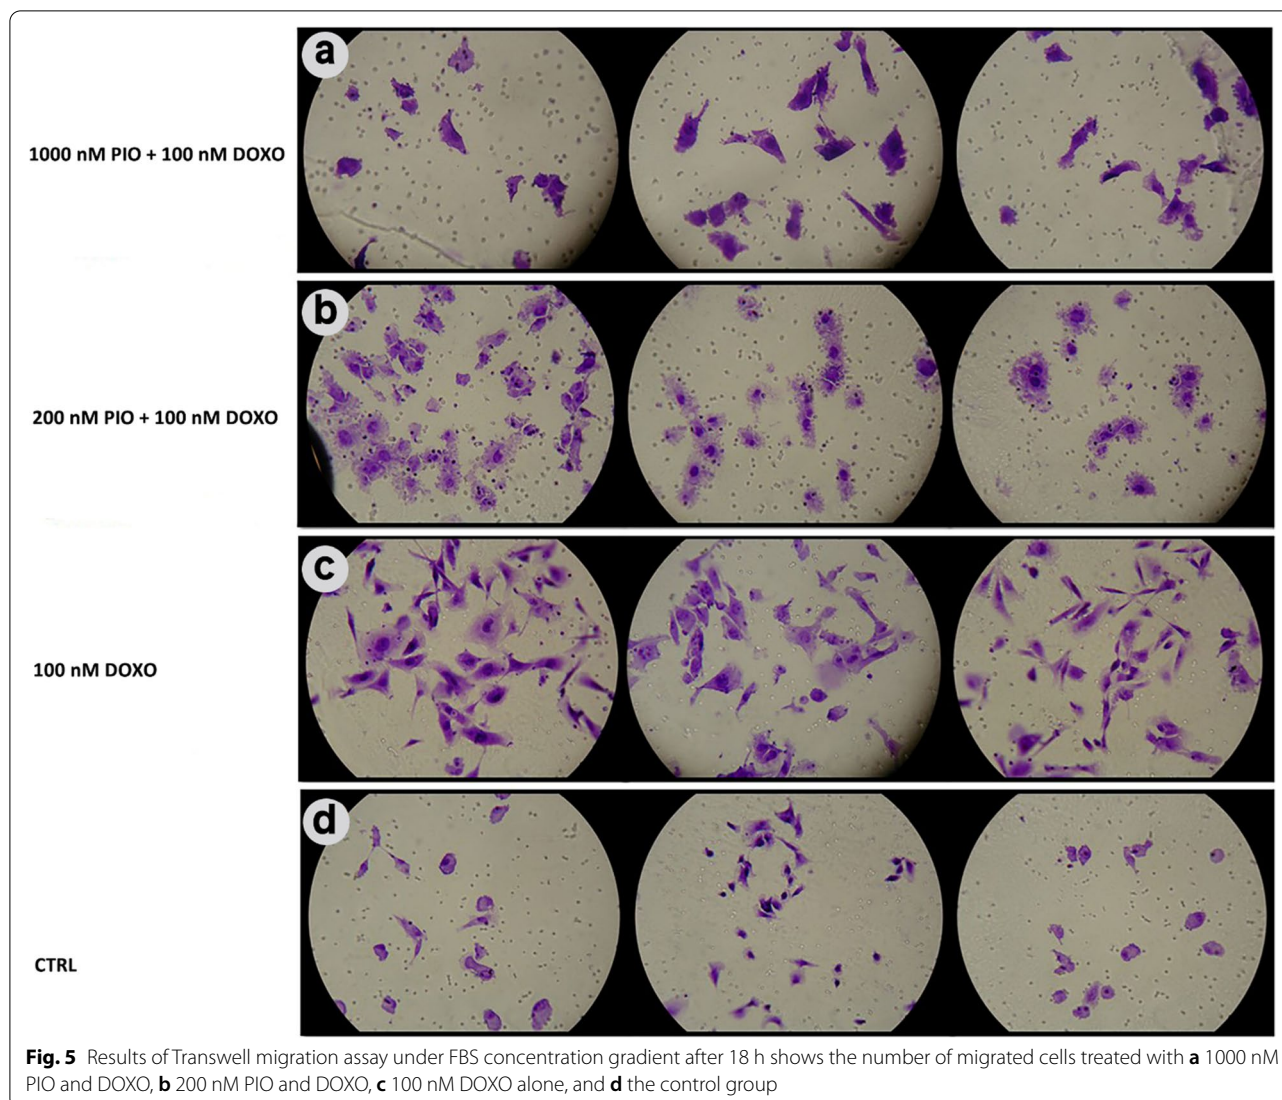 a
1000 nM PIO + 100 nM DOXO
b
200 nM PIO + 100 nM DOXO
c
100 nM DOXO
d
CTRL
Fig. 5 Results of Transwell migration assay under FBS concentration gradient after 18 h shows the number of migrated cells treated with a 1000 nM
PIO and DOXO, b 200 nM PIO and DOXO, c 100 nM DOXO alone, and d the control group